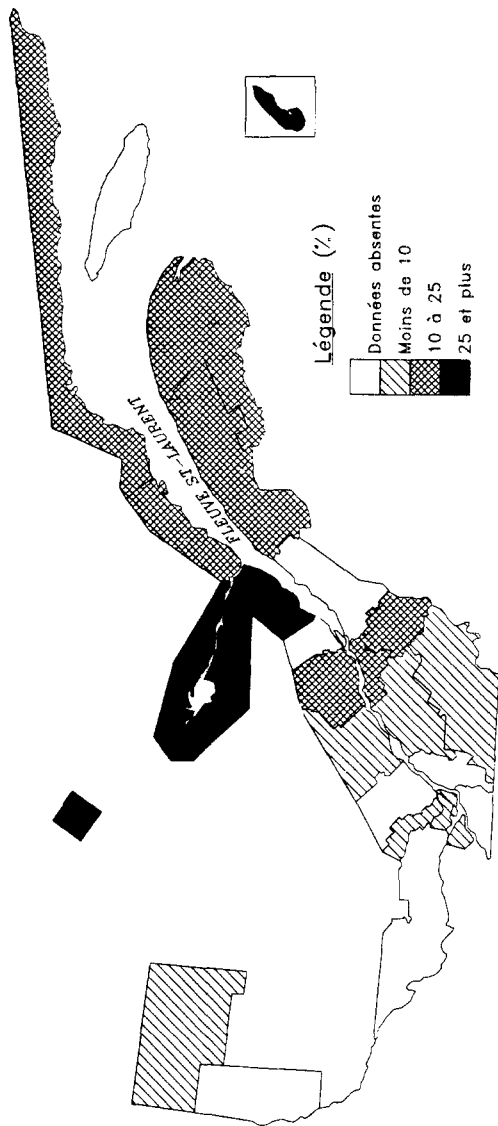 FLEUVE ST-LAURENT
Légende (%)
Données absentes
Moins de 10
10 à 25
25 et plus